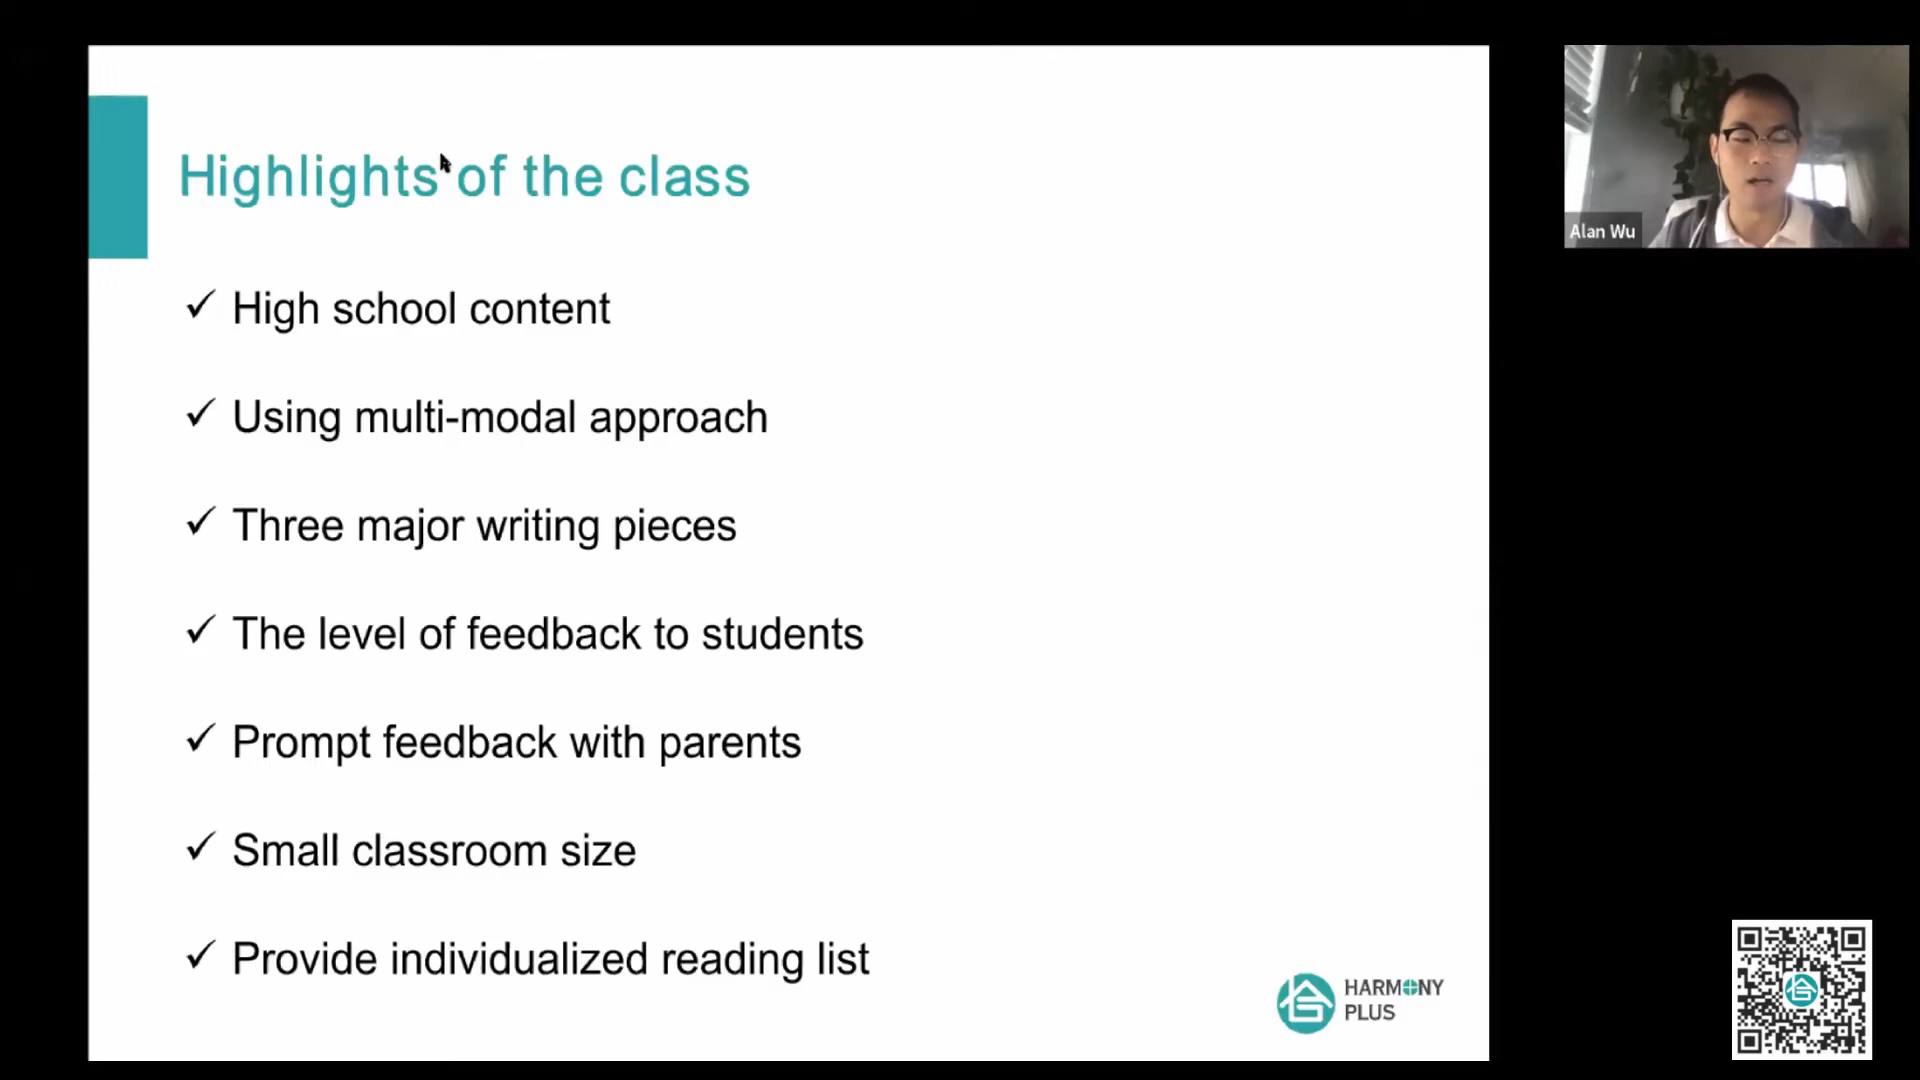 Highlights of the class
✓ High school content
✓ Using multi-modal approach
✓ Three major writing pieces
✓ The level of feedback to students
✓ Prompt feedback with parents
✓ Small classroom size
✓ Provide individualized reading list
HARMONY
PLUS
Alan Wu